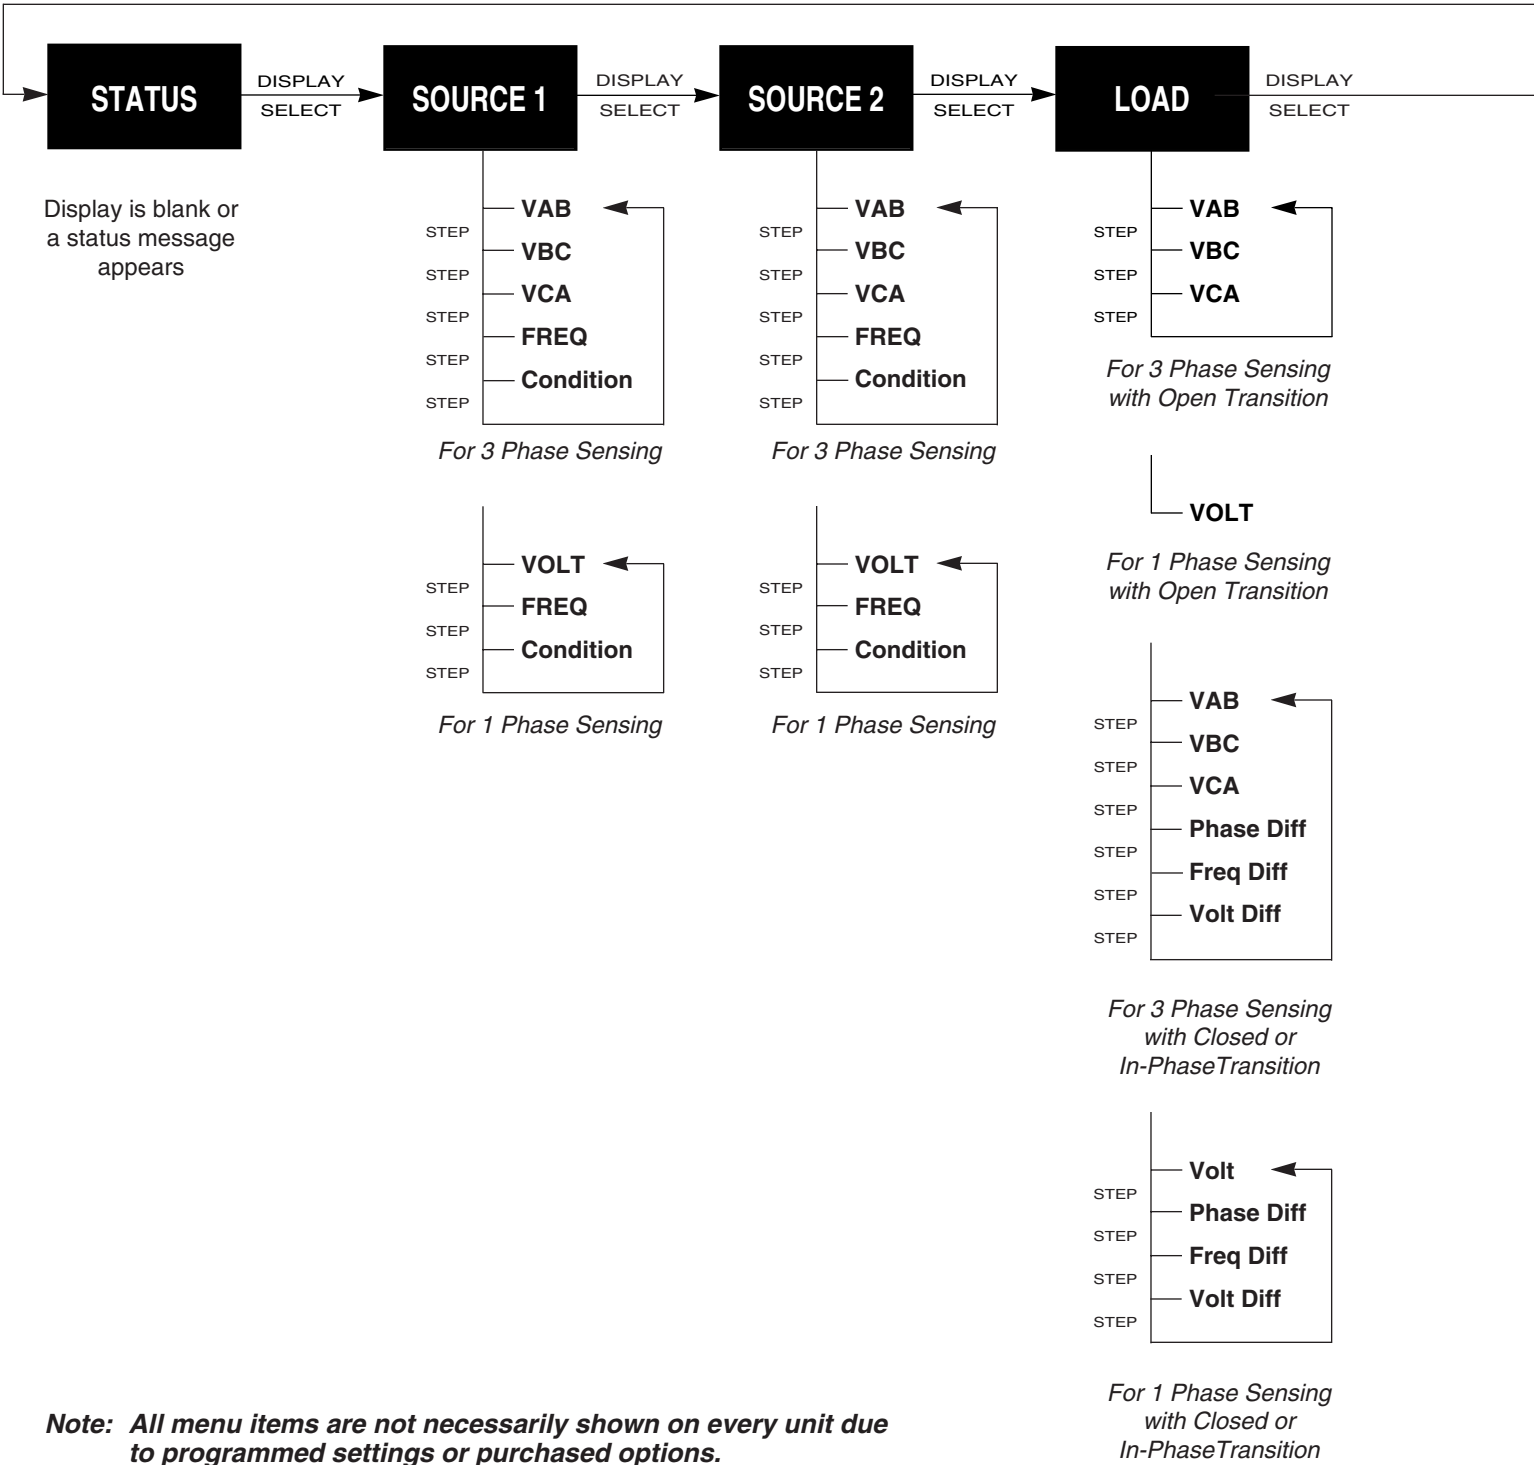 STATUS
DISPLAY
SELECT
SOURCE 1
DISPLAY
SELECT
SOURCE 2
DISPLAY
SELECT
LOAD
DISPLAY
SELECT
Display is blank or
a status message
appears
VAB
STEP
VBC
STEP
VCA
STEP
FREQ
STEP
Condition
STEP
For 3 Phase Sensing
VOLT
STEP
FREQ
STEP
Condition
STEP
For 1 Phase Sensing
VAB
STEP
VBC
STEP
VCA
STEP
FREQ
STEP
Condition
STEP
For 3 Phase Sensing
VOLT
STEP
FREQ
STEP
Condition
STEP
For 1 Phase Sensing
VAB
STEP
VBC
STEP
VCA
STEP
For 3 Phase Sensing
with Open Transition
VOLT
For 1 Phase Sensing
with Open Transition
VAB
STEP
VBC
STEP
VCA
STEP
Phase Diff
STEP
Freq Diff
STEP
Volt Diff
STEP
For 3 Phase Sensing
with Closed or
In-PhaseTransition
Volt
STEP
Phase Diff
STEP
Freq Diff
STEP
Volt Diff
STEP
For 1 Phase Sensing
with Closed or
In-PhaseTransition
Note: All menu items are not necessarily shown on every unit due
to programmed settings or purchased options.